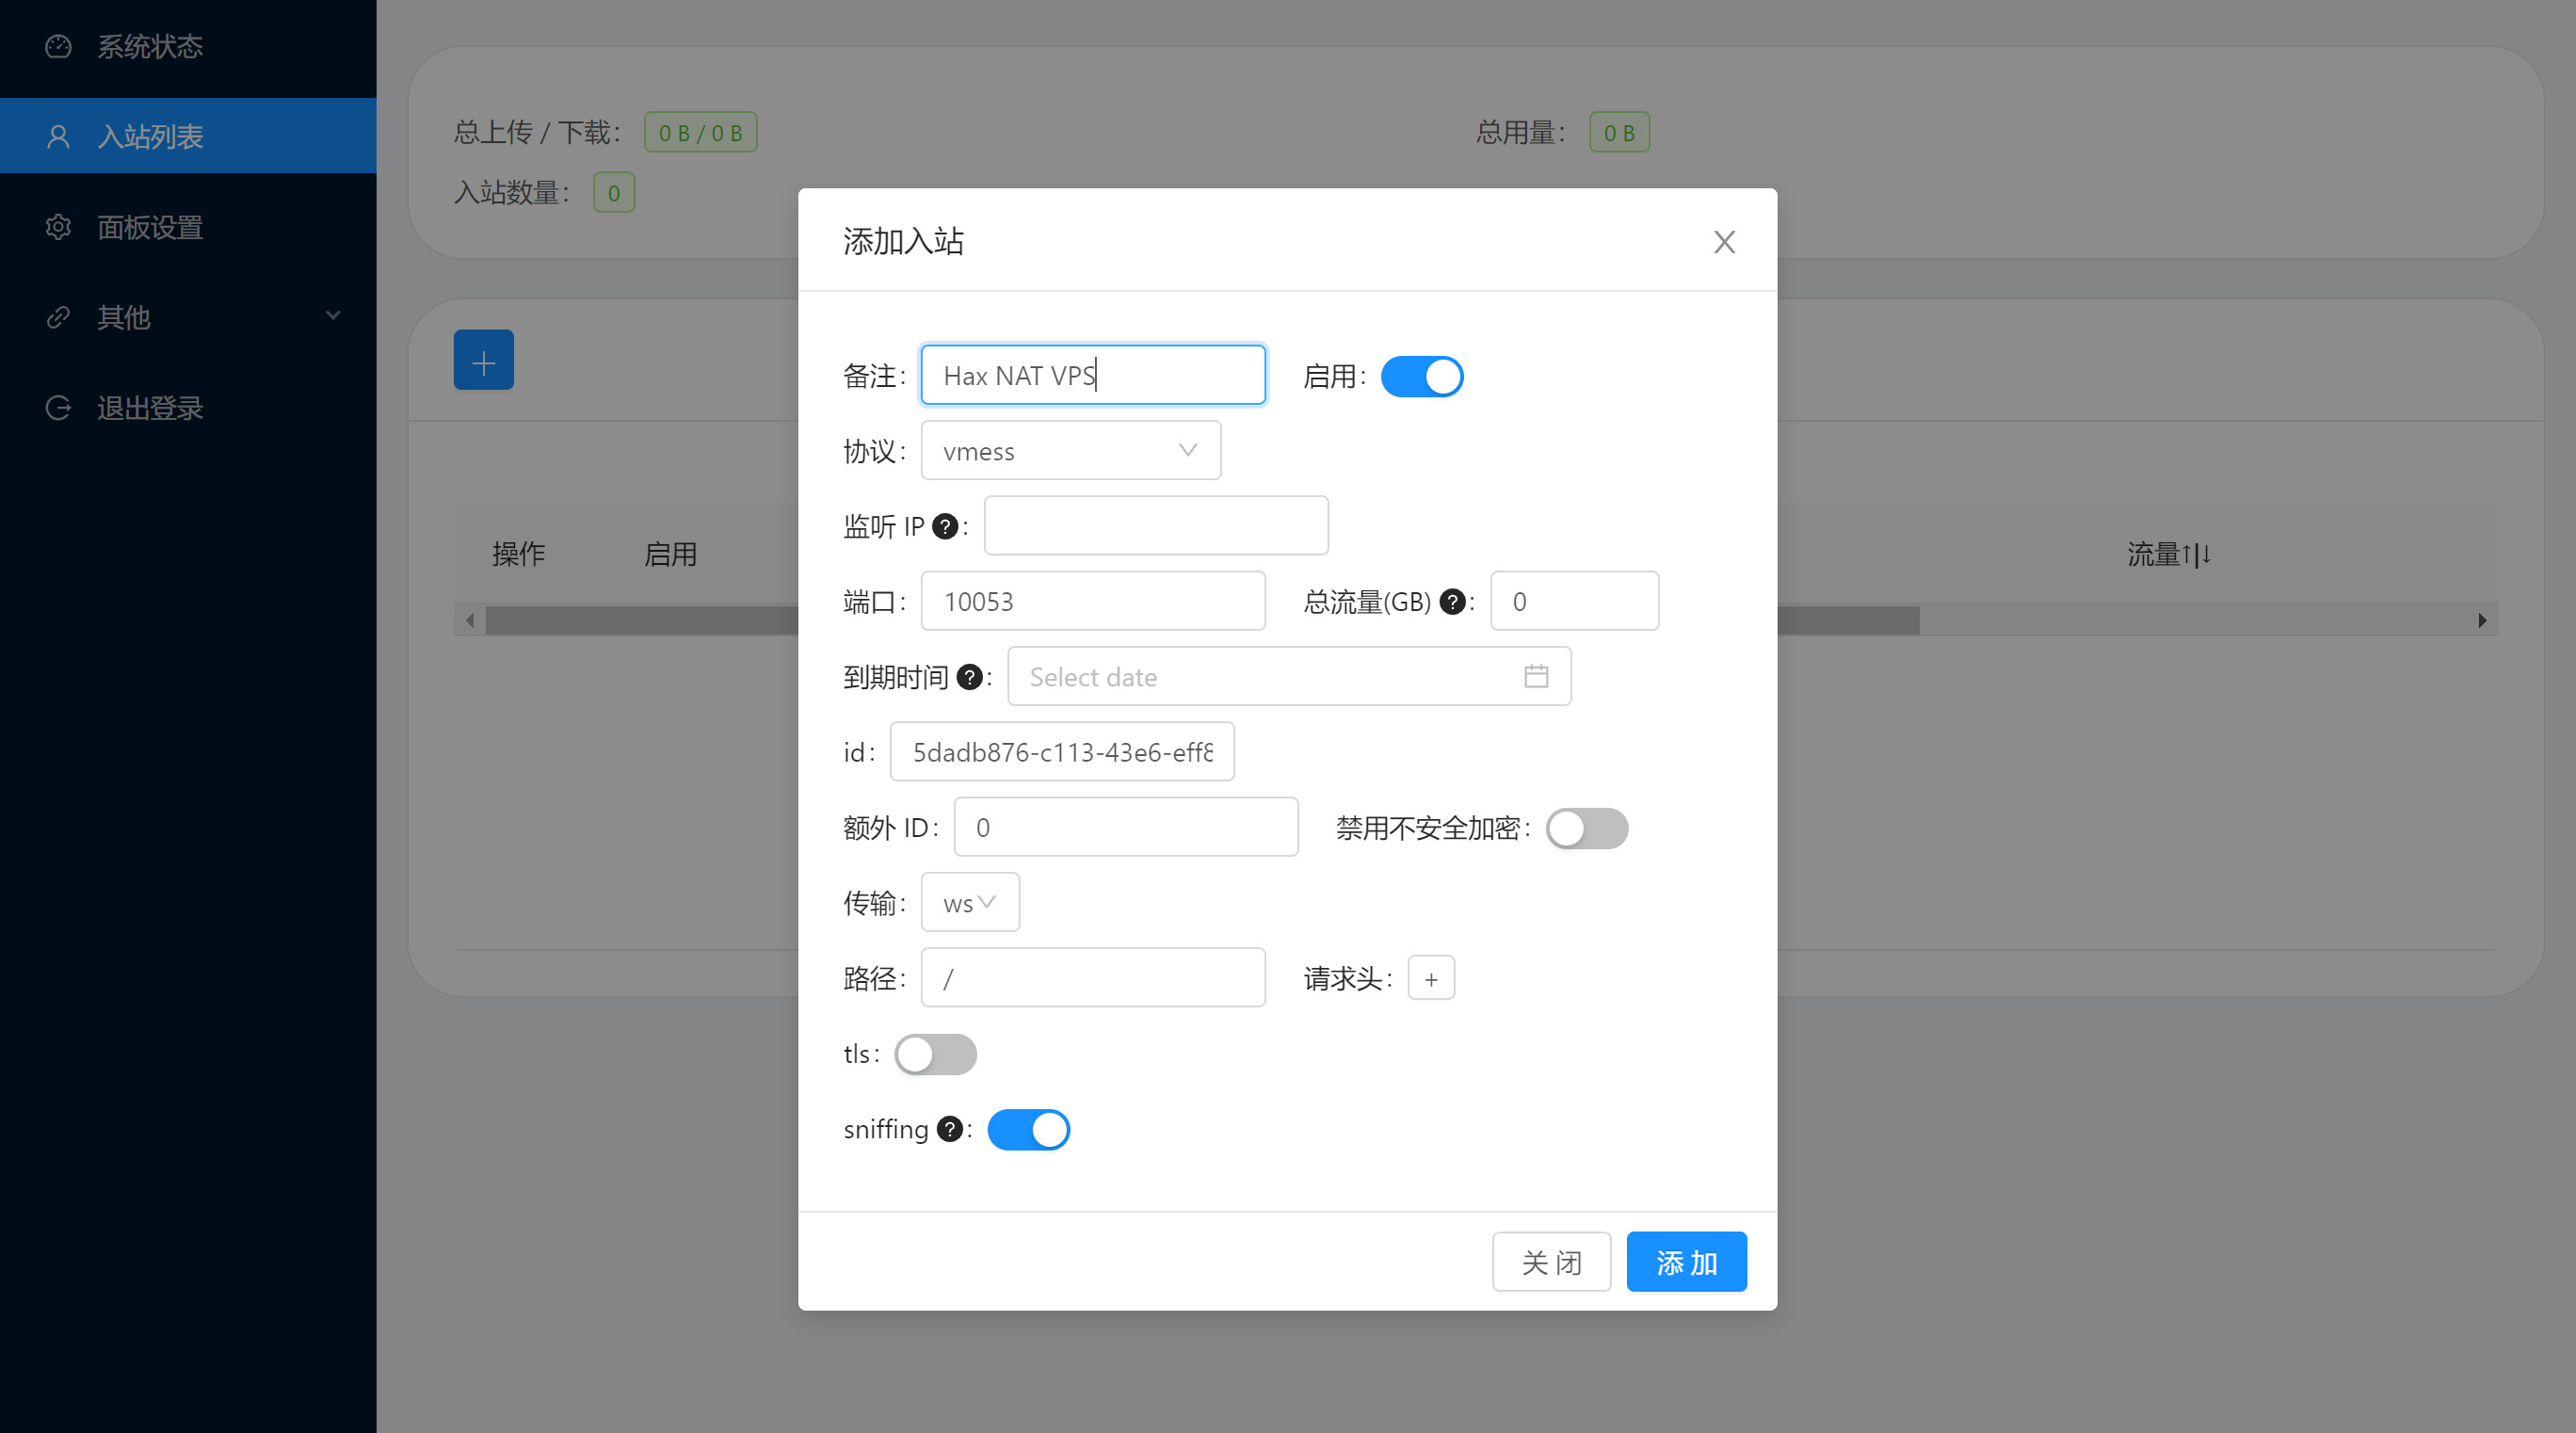 系统状态
入站列表
面板设置
其他
退出登录
总上传 / 下载： 0 B / 0 B
总用量： 0 B
入站数量： 0
操作 启用 流量↑|↓
添加入站
备注: Hax NAT VPS 启用:
协议: vmess
监听 IP ? :
端口: 10053 总流量(GB) ? : 0
到期时间 ? : Select date
id: 5dadb876-c113-43e6-eff8
额外 ID: 0 禁用不安全加密:
传输: ws
路径: / 请求头: +
tls:
sniffing ? :
关 闭 添 加